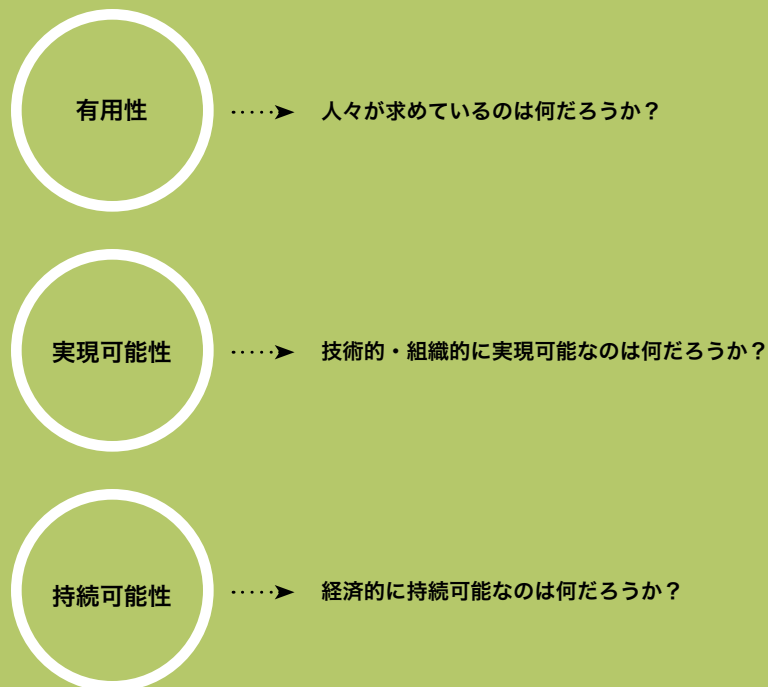 有用性
人々が求めているのは何だろうか？
実現可能性
技術的・組織的に実現可能なのは何だろうか？
持続可能性
経済的に持続可能なのは何だろうか？